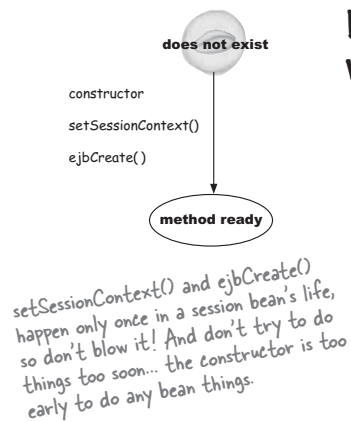 does not exist
constructor
setSessionContext()
ejbCreate()
method ready
setSessionContext() and ejbCreate()
happen only once in a session bean's life,
so don't blow it! And don't try to do
things too soon... the constructor is too
early to do any bean things.